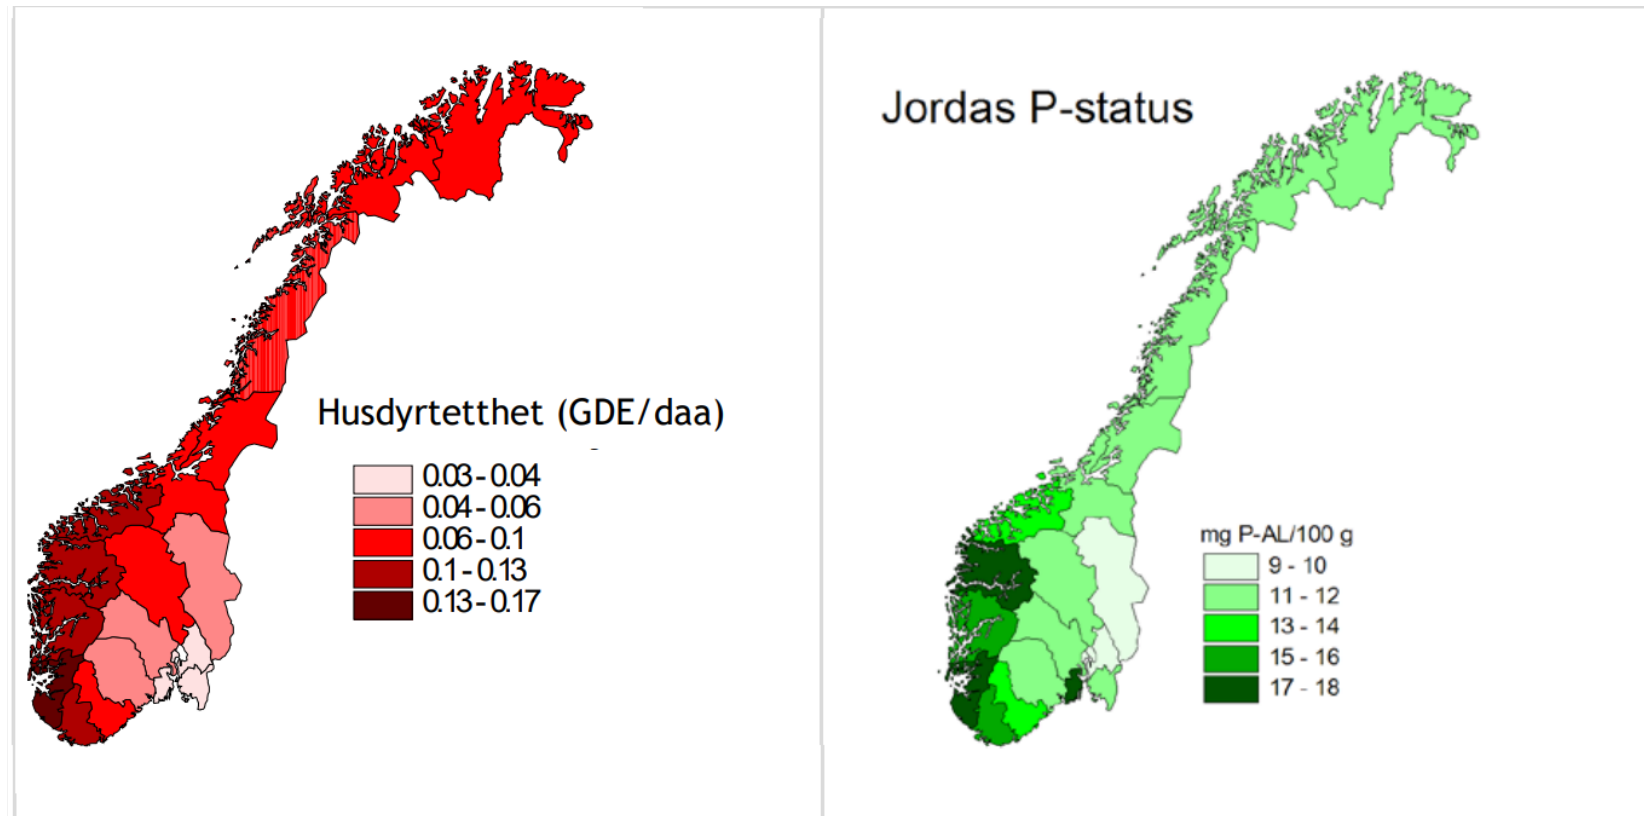 Husdyrtetthet (GDE/daa)
0.03-0.04
0.04-0.06
0.06-0.1
0.1-0.13
0.13-0.17
Jordas P-status
mg P-AL/100 g
9 - 10
11 - 12
13 - 14
15 - 16
17 - 18